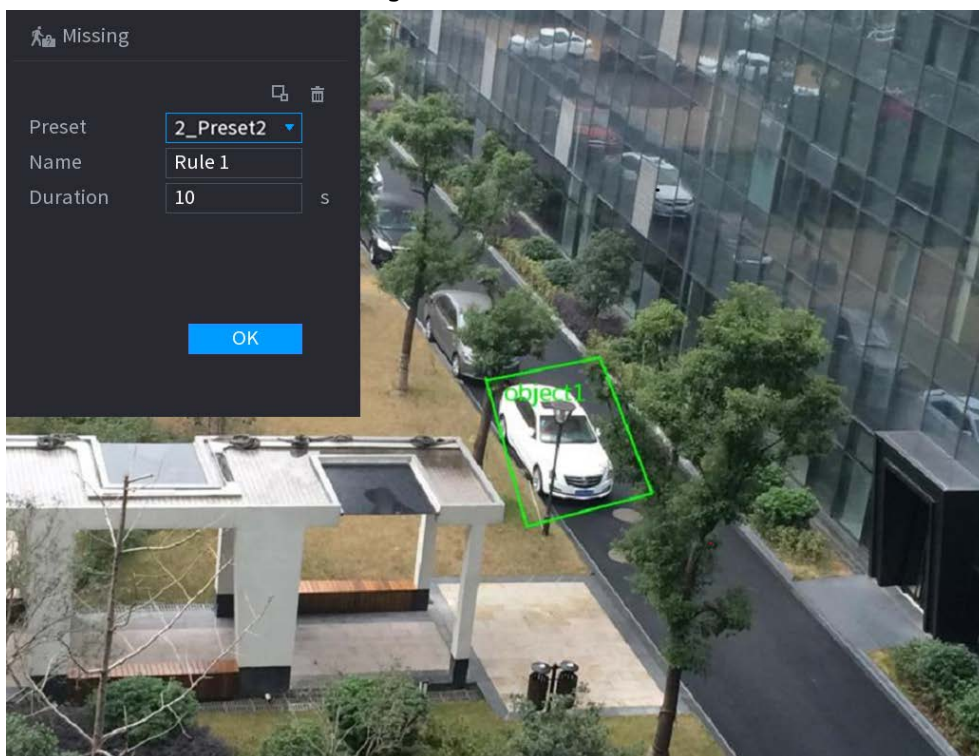 Missing
Preset 2_Preset2
Name Rule 1
Duration 10 s
OK
object1